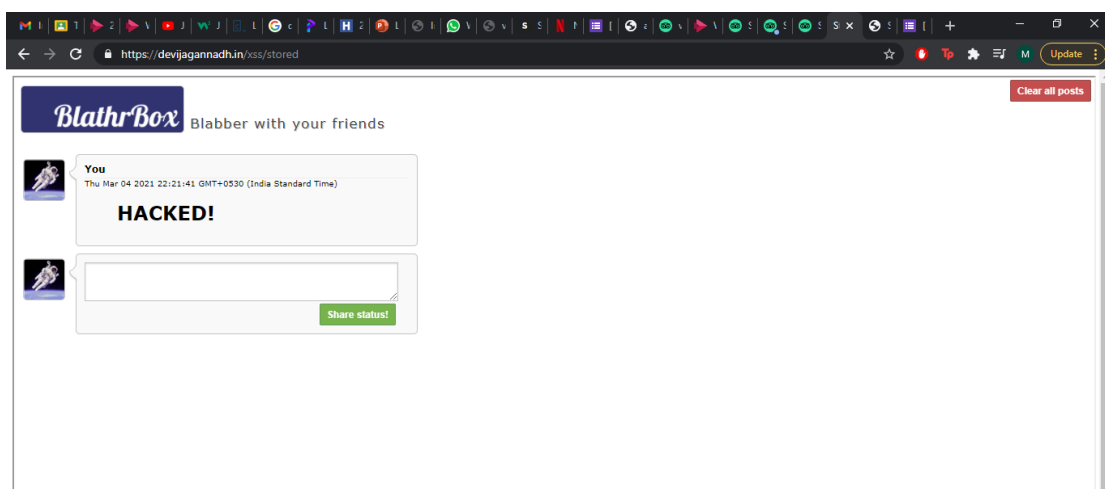 https://devijagannadh.in/xss/stored
Update
Clear all posts
BlathrBox Blabber with your friends
You
Thu Mar 04 2021 22:21:41 GMT+0530 (India Standard Time)
HACKED!
Share status!